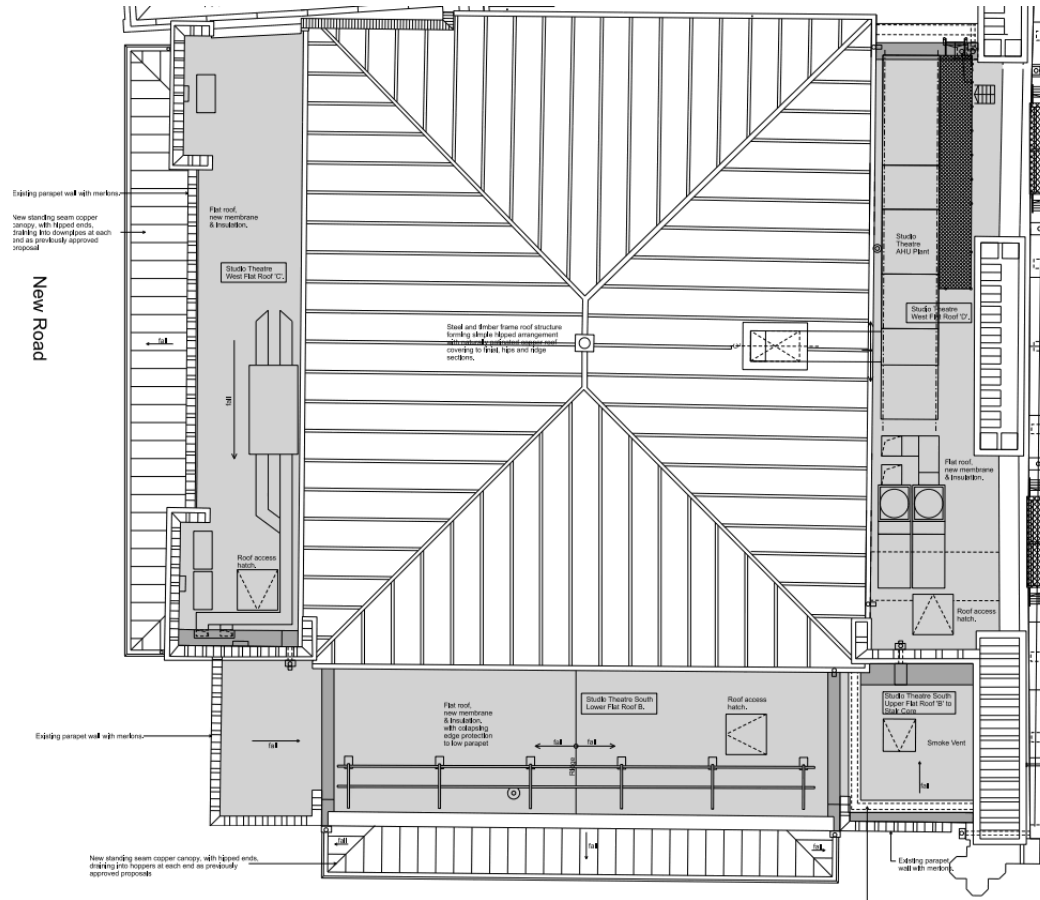 Existing parapet wall with merlons.
New standing seam copper
canopy, with hipped ends,
draining into downpipes at each
end as previously approved
proposal
New Road
fall
Flat roof,
new membrane
& Insulation.
Studio Theatre
West Flat Roof 'C'.
fall
Roof access
hatch.
Steel and timber frame roof structure
forming simple hipped arrangement
with naturally patinated copper roof
covering to finial, hips and ridge
sections.
Studio
Theatre
AHU Plant
Studio Theatre
West Flat Roof 'D'.
Flat roof,
new membrane
& Insulation,
Roof access
hatch.
Existing parapet wall with merlons.
fall
Flat roof,
new membrane
& Insulation,
with colapsing
edge protection
to low parapet
Studio Theatre South
Lower Flat Roof B.
fall
fall
Ridge
Roof access
hatch.
Studio Theatre South
Upper Flat Roof 'B' to
Stair Core
Smoke Vent
fall
New standing seam copper canopy, with hipped ends,
draining into hoppers at each end as previously
approved proposals
fall
fall
fall
Existing parapet
wall with merlons.